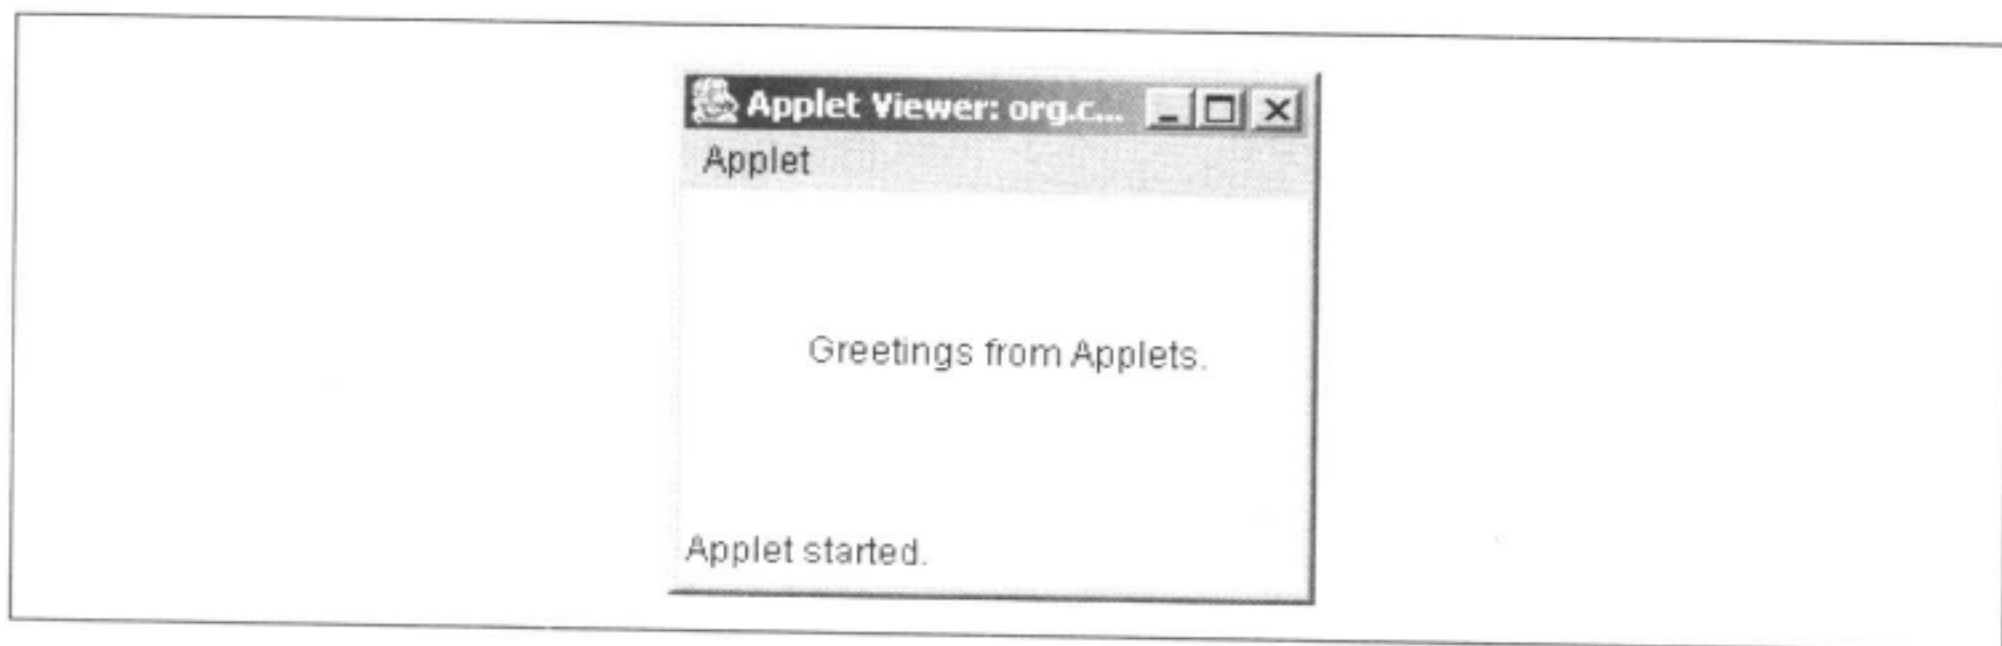 Applet Viewer: org.c...
Applet
Greetings from Applets.
Applet started.